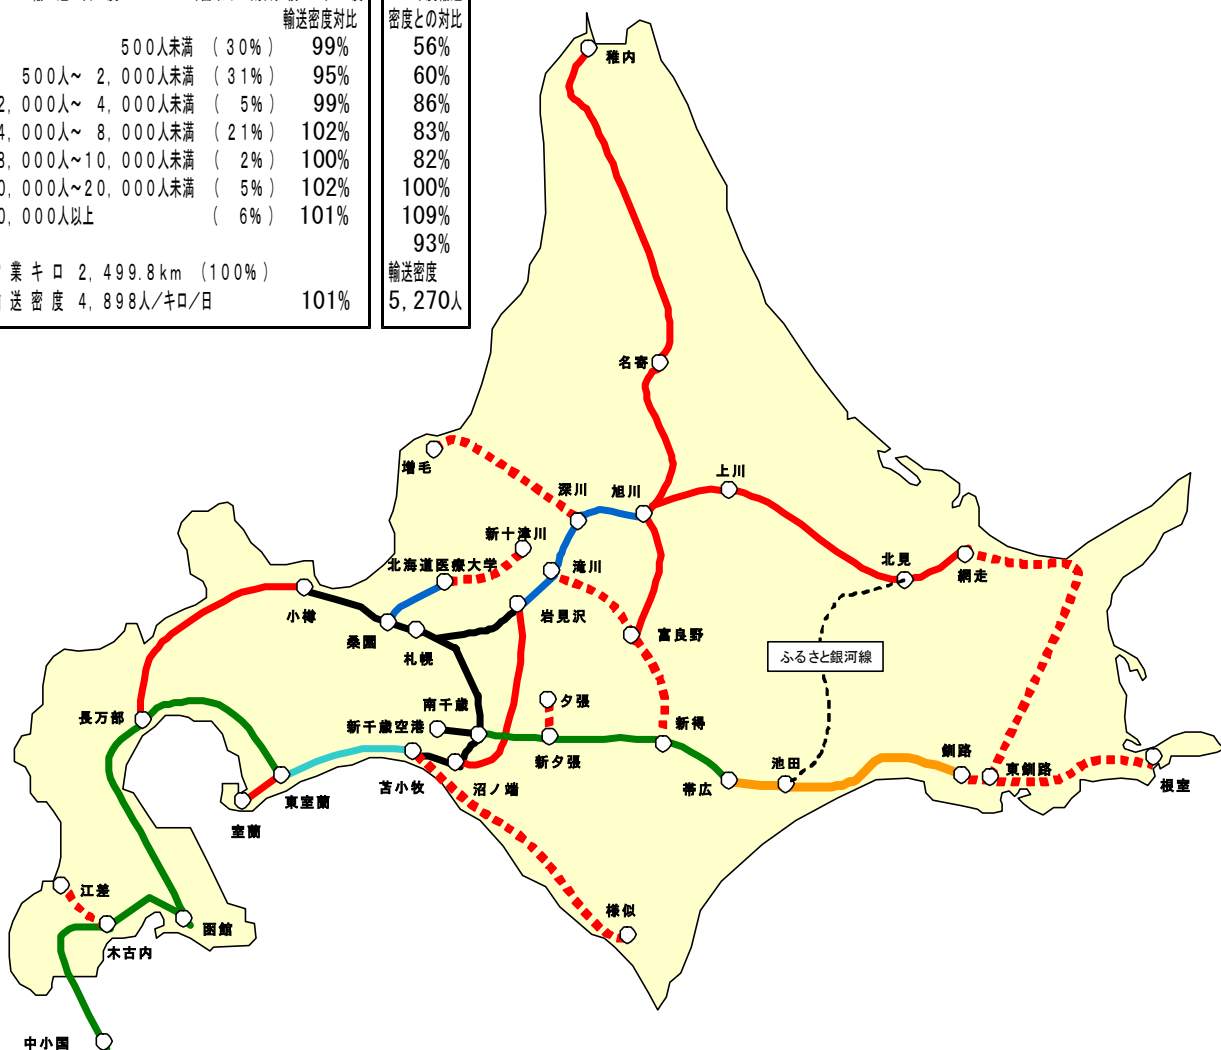 輸送密度対比
密度との対比
500人未満 (30%) 99% 56%
500人~ 2,000人未満 (31%) 95% 60%
2,000人~ 4,000人未満 ( 5%) 99% 86%
4,000人~ 8,000人未満 (21%) 102% 83%
8,000人~10,000人未満 ( 2%) 100% 82%
0,000人~20,000人未満 ( 5%) 102% 100%
0,000人以上 ( 6%) 101% 109%
93%
業キロ 2,499.8km (100%)
輸送密度
送密度 4,898人/キロ/日 101% 5,270人
稚内
名寄
増毛
深川
旭川
上川
新十津川
北海道医療大学
滝川
北見
網走
小樽
桑園
札幌
岩見沢
富良野
ふるさと銀河線
長万部
南千歳
新千歳空港
夕張
新夕張
新得
釧路
東釧路
池田
帯広
根室
苫小牧
沼ノ端
東室蘭
室蘭
江差
木古内
函館
様似
中小国